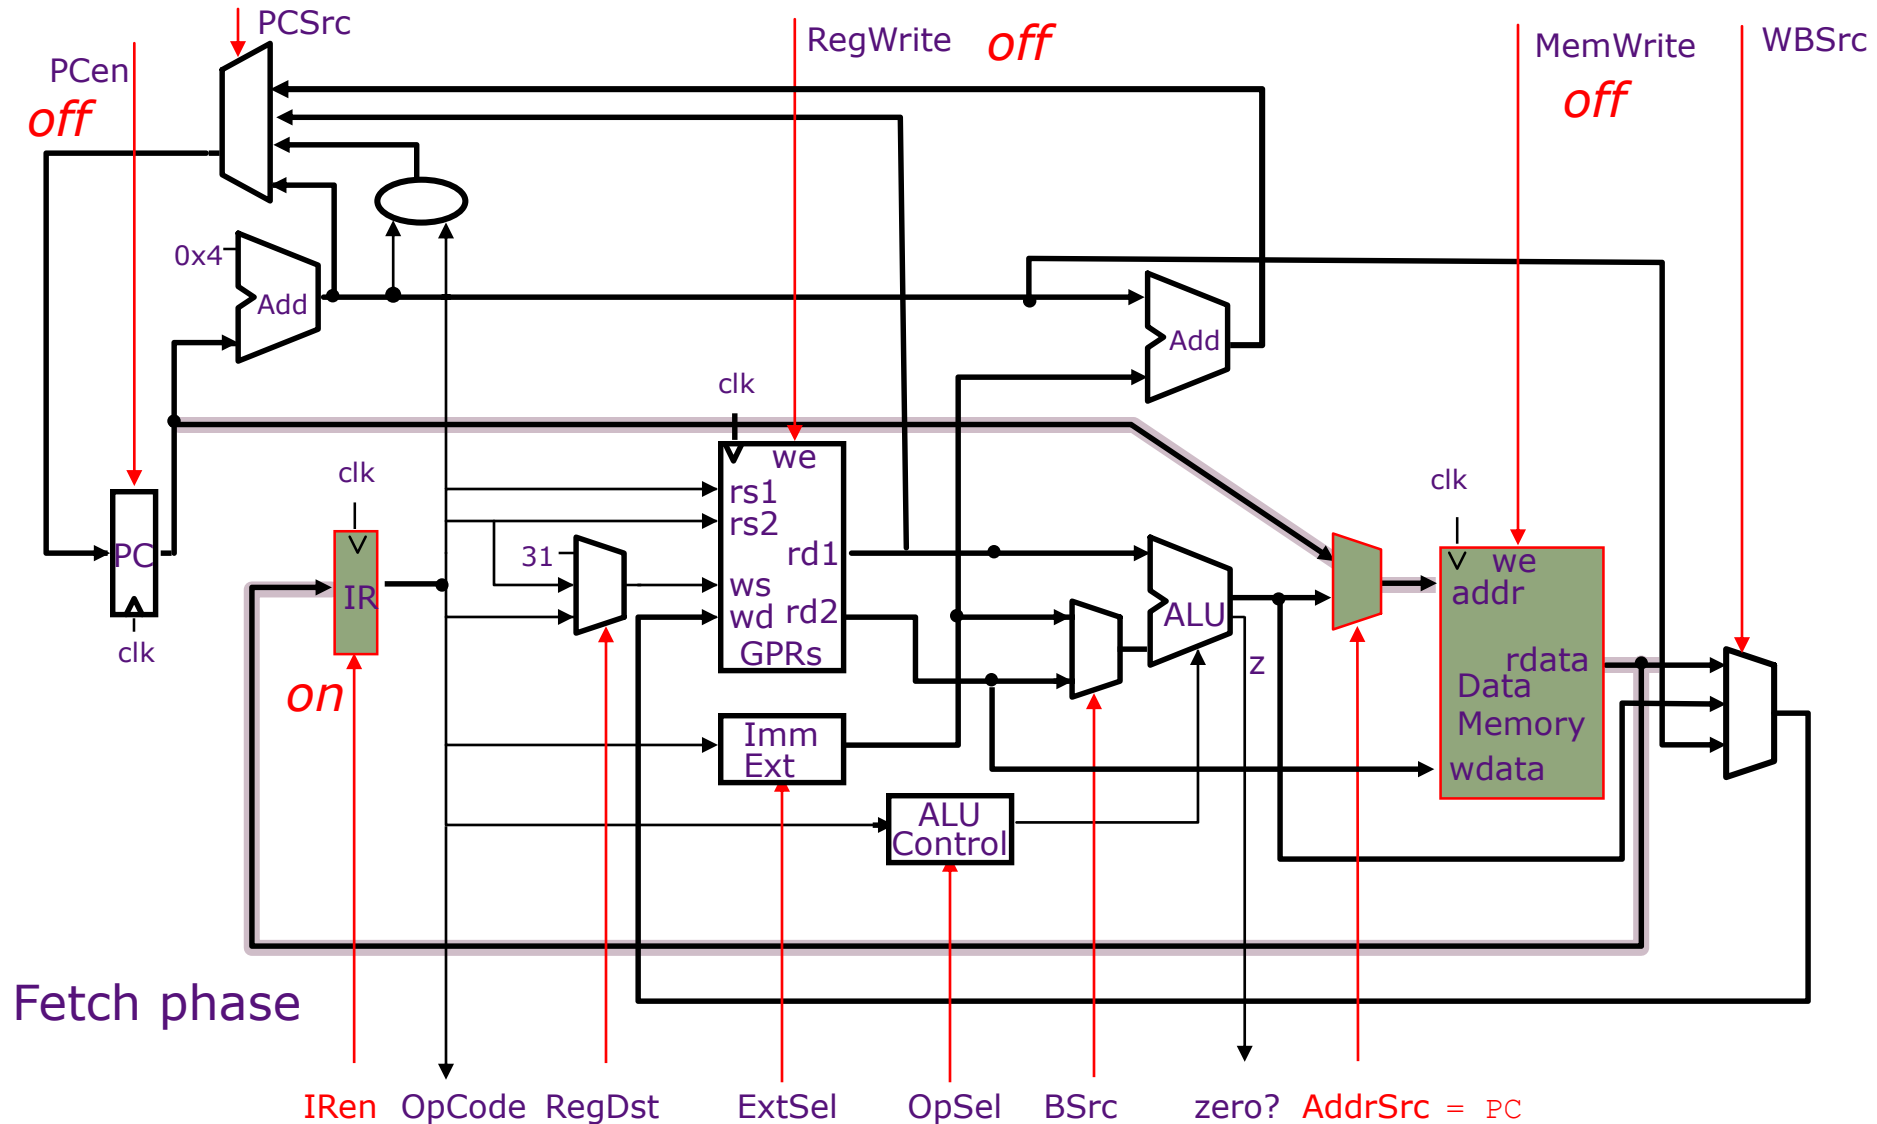 PCSrc
RegWrite off
MemWrite
off
WBSrc
PCen
off
0x4
Add
Add
clk
we
rs1
rs2
rd1
ws
wd rd2
GPRs
clk
IR
on
31
PC
clk
ALU
z
clk
we
addr
rdata
Data
Memory
wdata
Imm
Ext
ALU
Control
Fetch phase
IRen OpCode RegDst ExtSel OpSel BSrc zero? AddrSrc = PC